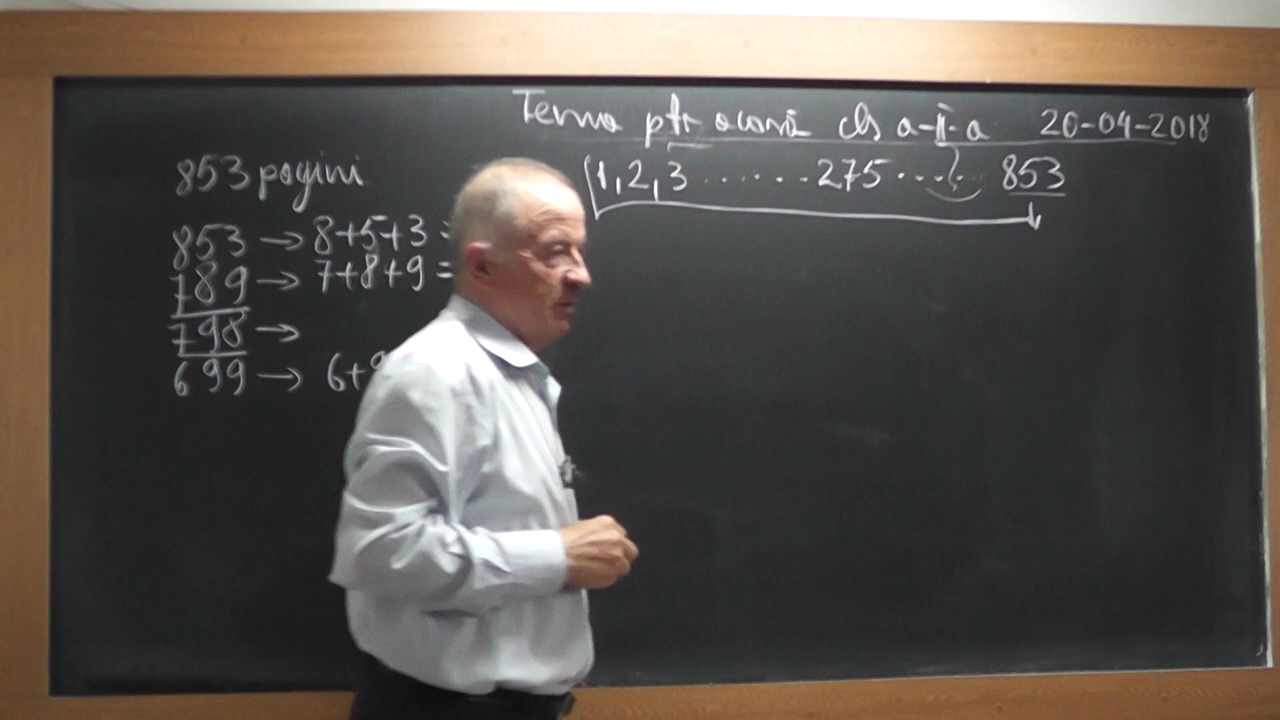 Tema ptr acasă cls a-II-a 20-04-2018
853 pagini
1, 2, 3 ....... 275 ...... 853
853 → 8+5+3 =
789 → 7+8+9 =
798 →
699 → 6+9